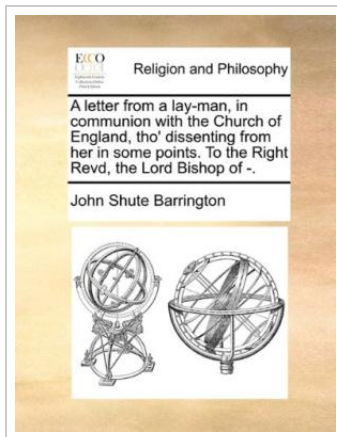 ECCO
Religion and Philosophy
A letter from a lay-man, in
communion with the Church of
England, tho' dissenting from
her in some points. To the Right
Revd, the Lord Bishop of -.
John Shute Barrington